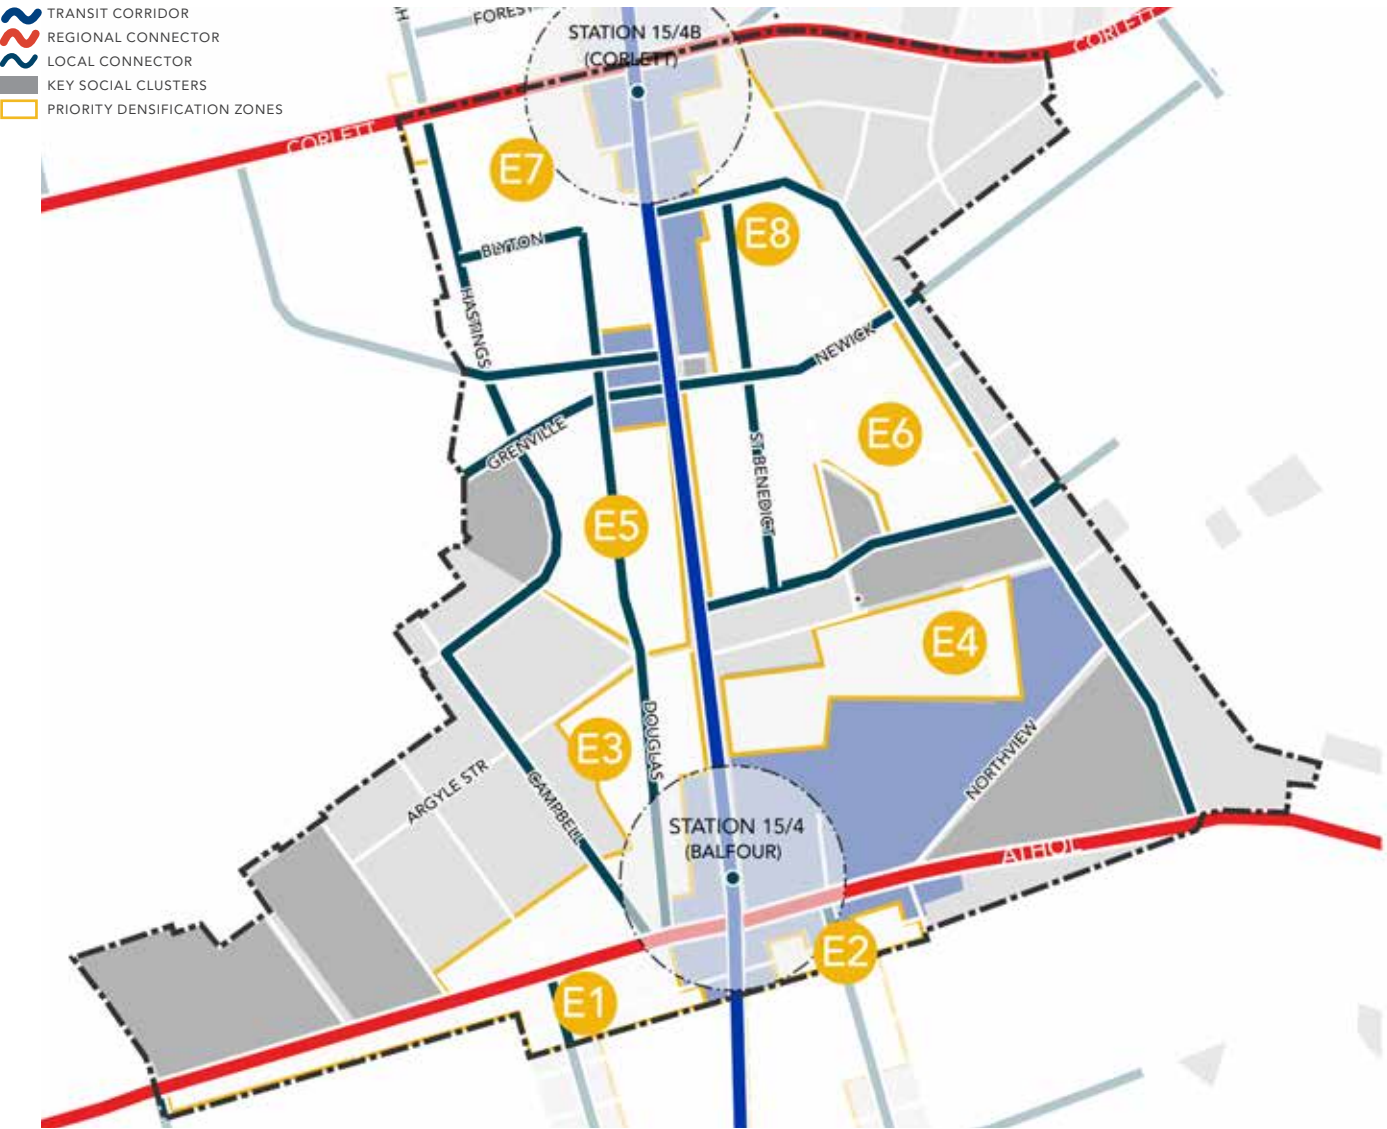 TRANSIT CORRIDOR
REGIONAL CONNECTOR
LOCAL CONNECTOR
KEY SOCIAL CLUSTERS
PRIORITY DENSIFICATION ZONES
STATION 15/4B
(CORLETT)
CORLETT
CORLETT
E7
E8
BLYTON
HASTINGS
NEWICK
GRENVILLE
E6
ST BENEDICT
E5
E4
E3
DOUGLAS
NORTHVIEW
ARGYLE STR
CAMPBELL
STATION 15/4
(BALFOUR)
ATHOL
E2
E1